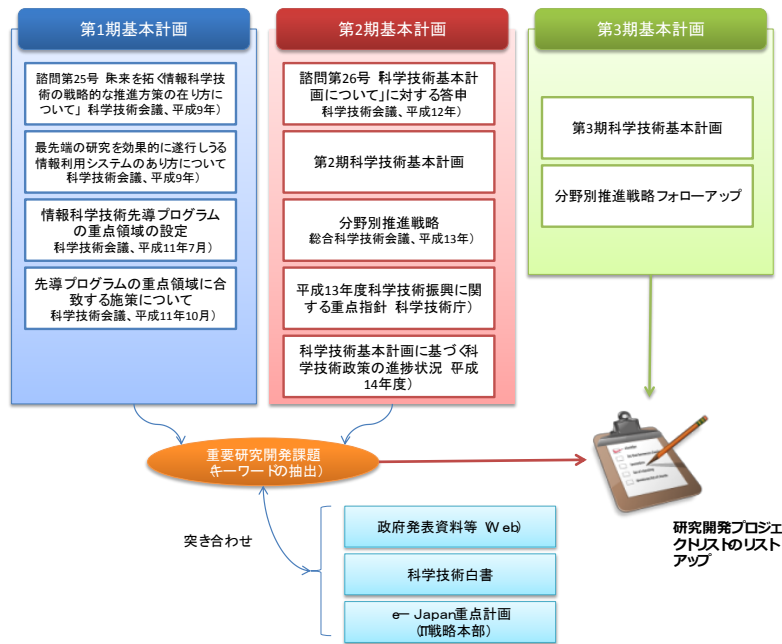 第1期基本計画
諮問第25号「未来を拓く情報科学技
術の戦略的な推進方策の在り方に
ついて」科学技術会議、平成9年）
最先端の研究を効果的に遂行しうる
情報利用システムのあり方について
科学技術会議、平成9年）
情報科学技術先導プログラム
の重点領域の設定
科学技術会議、平成11年7月）
先導プログラムの重点領域に合
致する施策について
科学技術会議、平成11年10月）
第2期基本計画
諮問第26号「科学技術基本計
画について」に対する答申
科学技術会議、平成12年）
第2期科学技術基本計画
分野別推進戦略
総合科学技術会議、平成13年）
平成13年度科学技術振興に関
する重点指針 科学技術庁）
科学技術基本計画に基づく科
学技術政策の進捗状況（平成
14年度）
第3期基本計画
第3期科学技術基本計画
分野別推進戦略フォローアップ
重要研究開発課題
キーワードの抽出）
突き合わせ
政府発表資料等（Web）
科学技術白書
e－Japan重点計画
(IT戦略本部）
研究開発プロジェ
クトリストのリスト
アップ